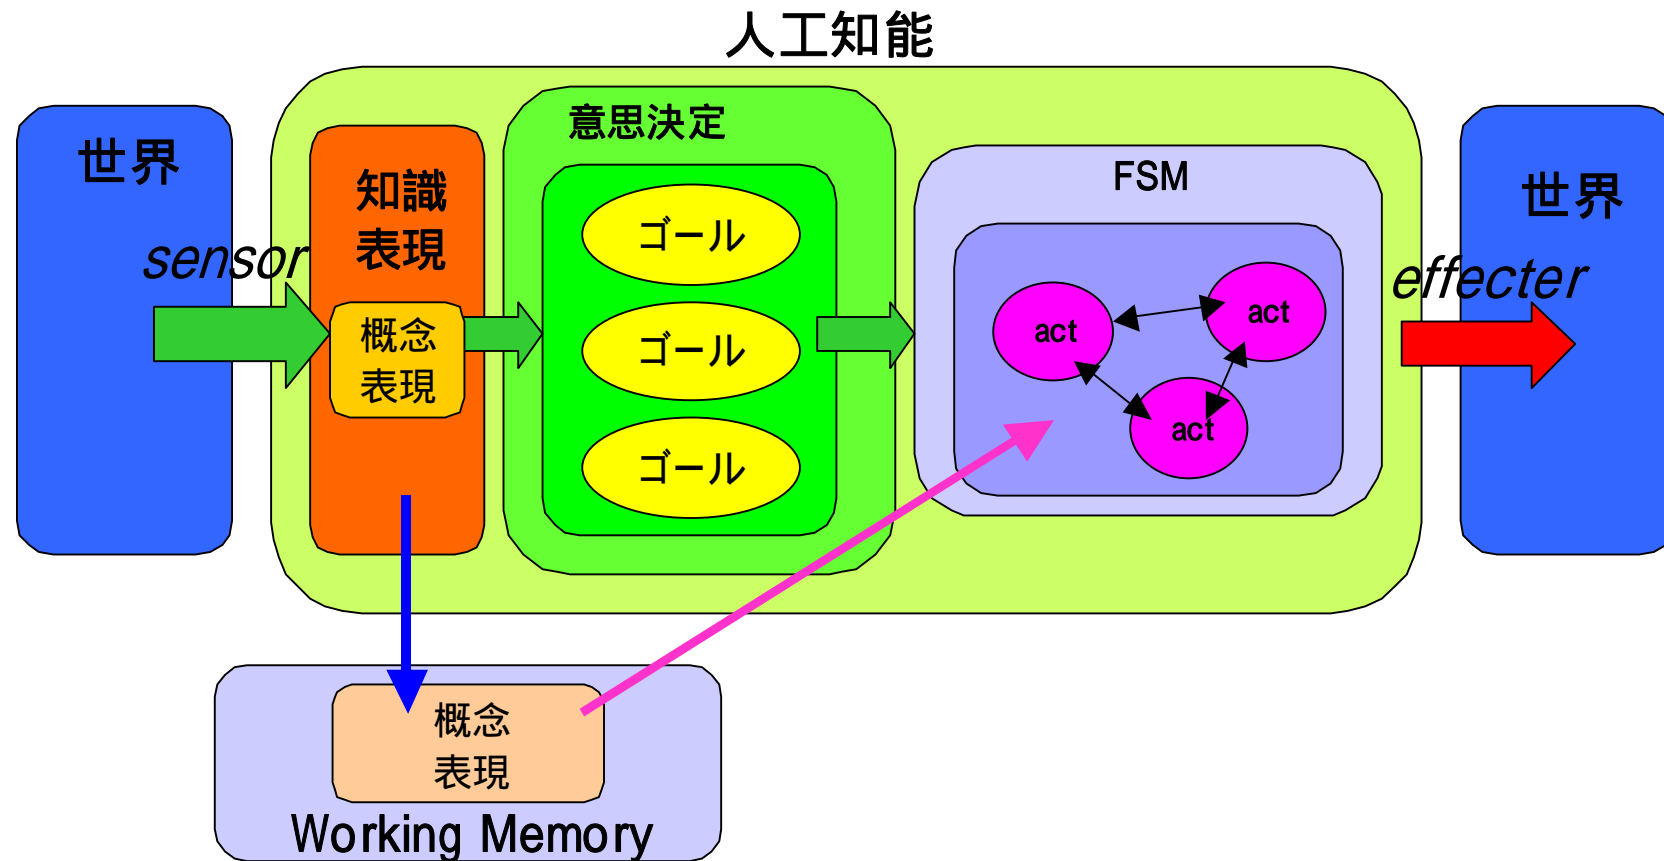 人工知能
世界
sensor
知識
表現
概念
表現
意思決定
ゴール
ゴール
ゴール
FSM
act
act
act
effecter
世界
概念
表現
Working Memory